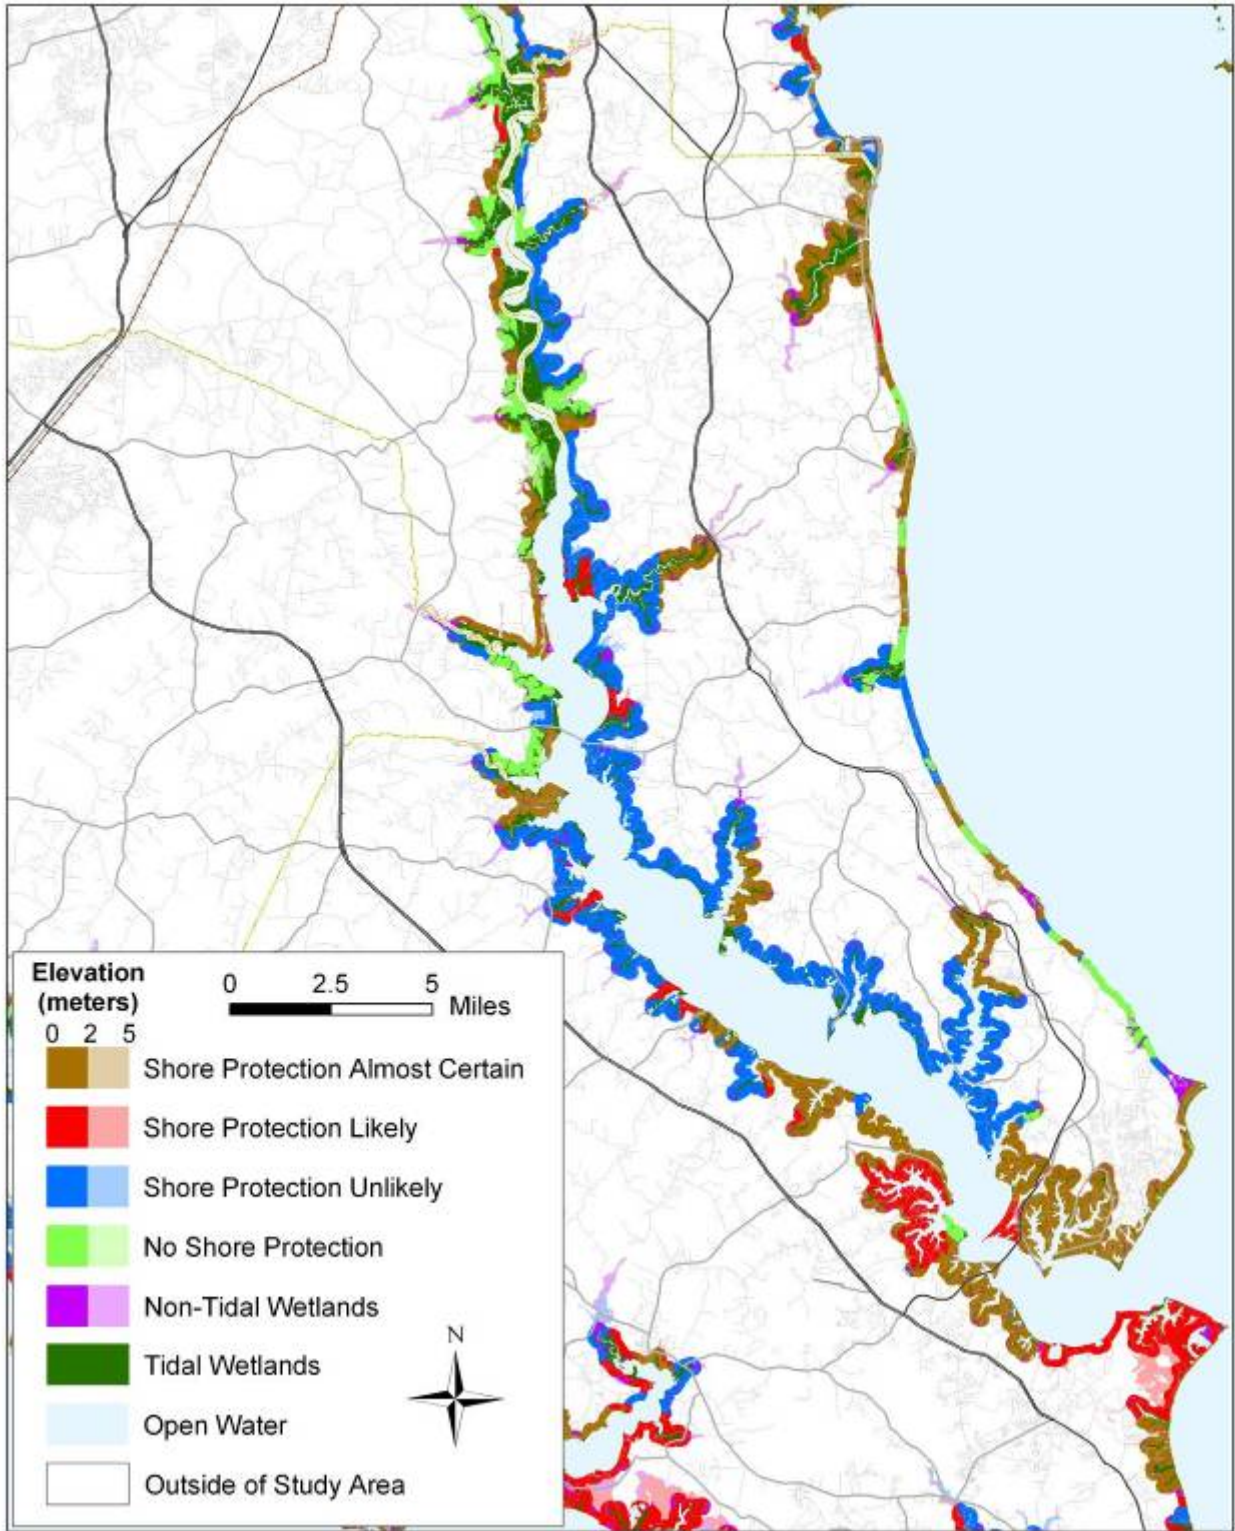 Elevation
(meters)
0 2 5
0 2.5 5
Miles
Shore Protection Almost Certain
Shore Protection Likely
Shore Protection Unlikely
No Shore Protection
Non-Tidal Wetlands
Tidal Wetlands
Open Water
Outside of Study Area
N